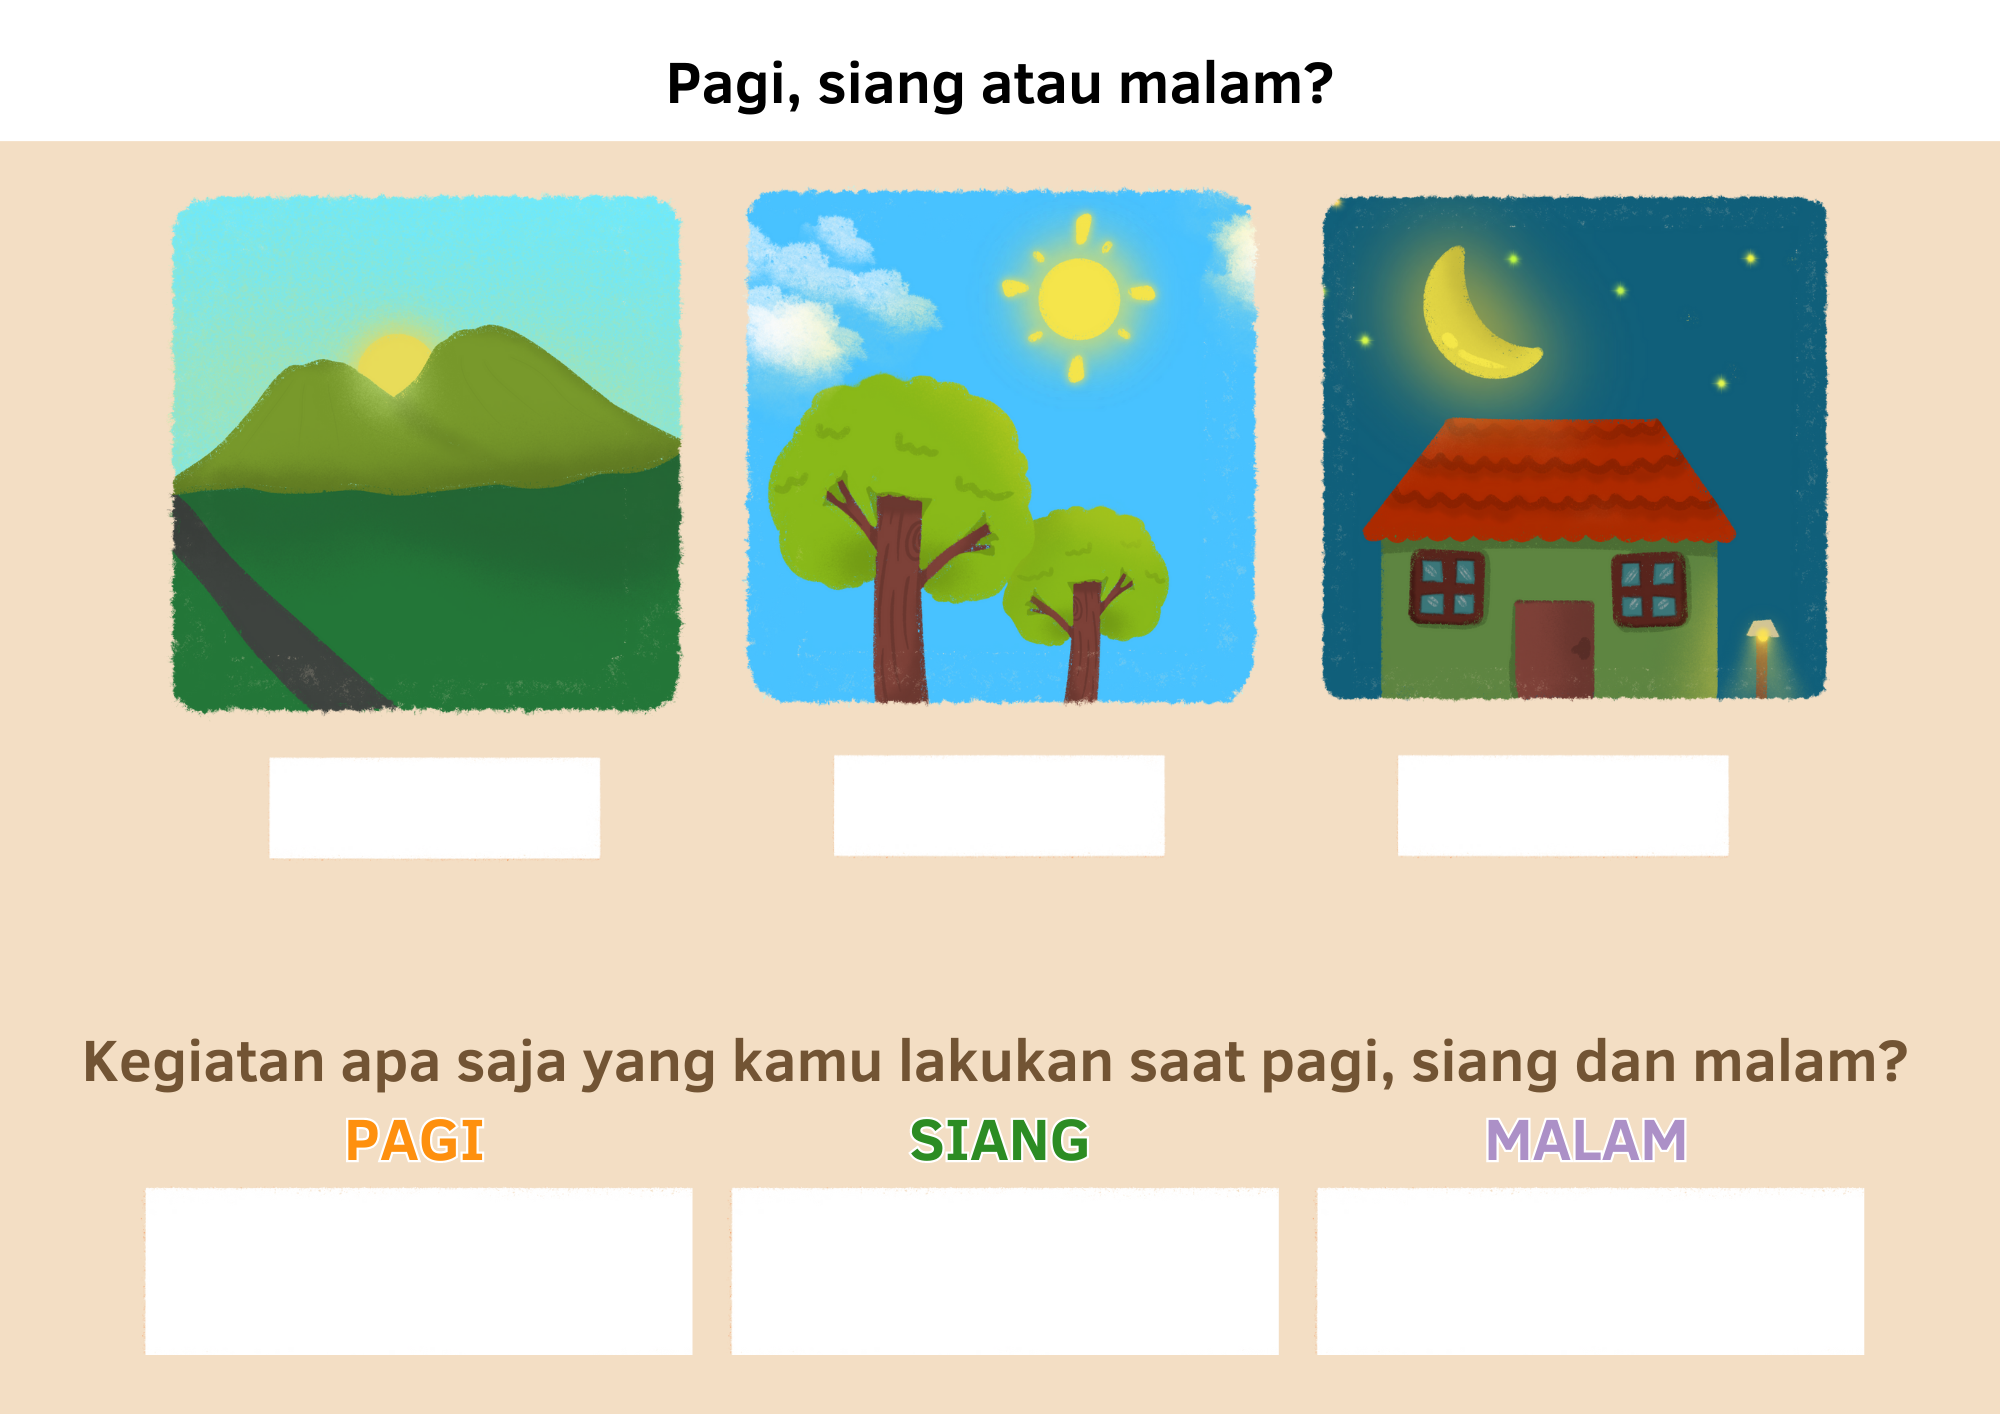 Pagi, siang atau malam?
Kegiatan apa saja yang kamu lakukan saat pagi, siang dan malam?
PAGI
SIANG
MALAM